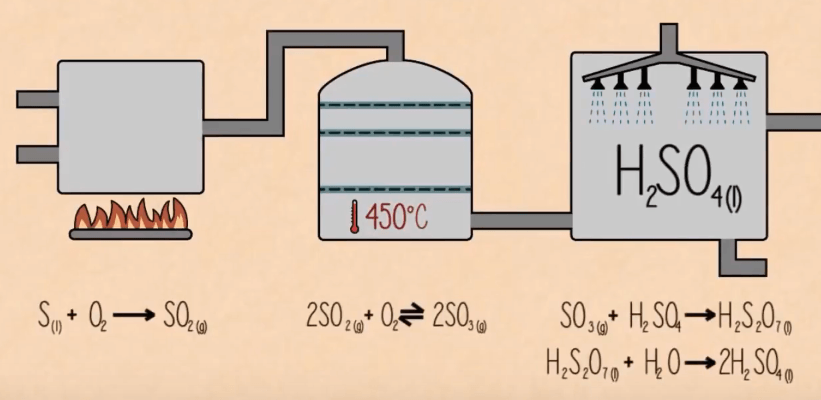 450°C
H₂SO₄₍ₗ₎
S₍ₗ₎ + O₂ → SO₂₍g₎
2SO₂₍g₎ + O₂ ⇌ 2SO₃₍g₎
SO₃₍g₎ + H₂SO₄ → H₂S₂O₇₍ₗ₎
H₂S₂O₇₍ₗ₎ + H₂O → 2H₂SO₄₍ₗ₎